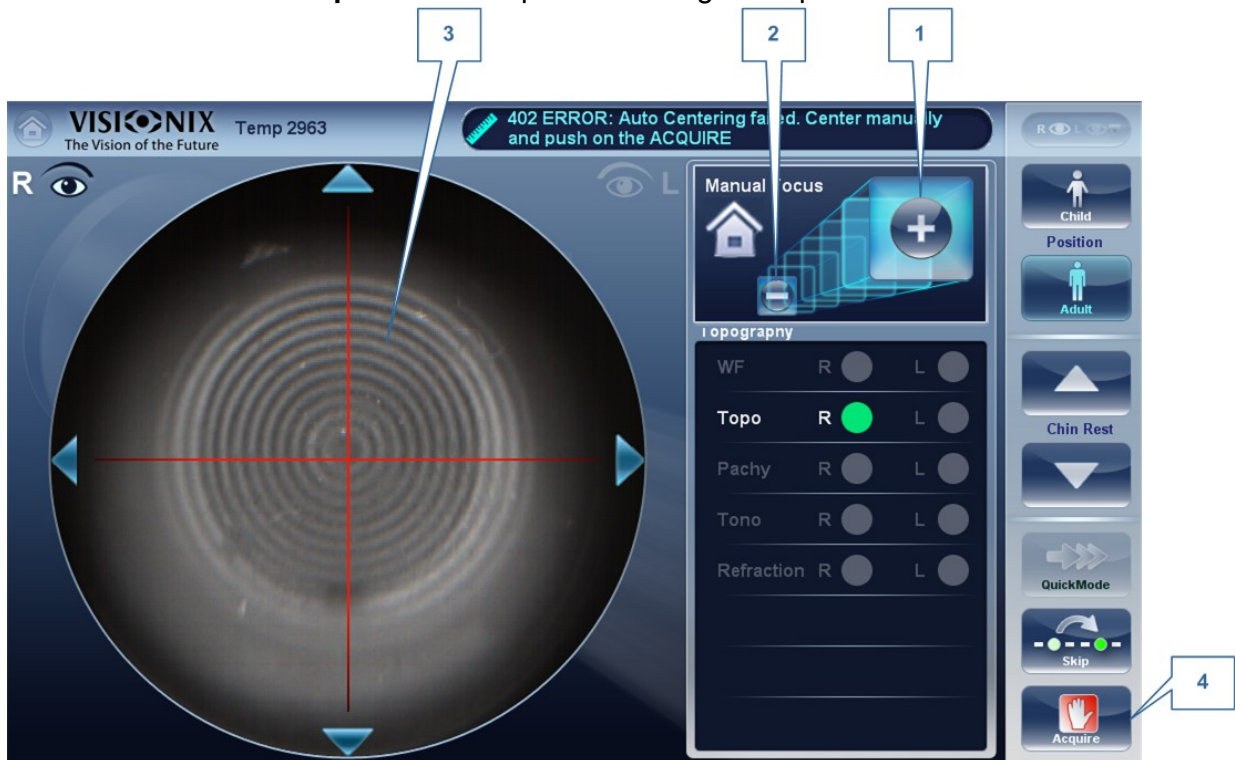 3
2
1
VISIONIX
The Vision of the Future
Temp 2963
402 ERROR: Auto Centering failed. Center manually
and push on the ACQUIRE
R L
R
L
Manual Focus
Child
Position
Adult
Topography
WF R L
Topo R L
Pachy R L
Tono R L
Refraction R L
Chin Rest
QuickMode
Skip
Acquire
4